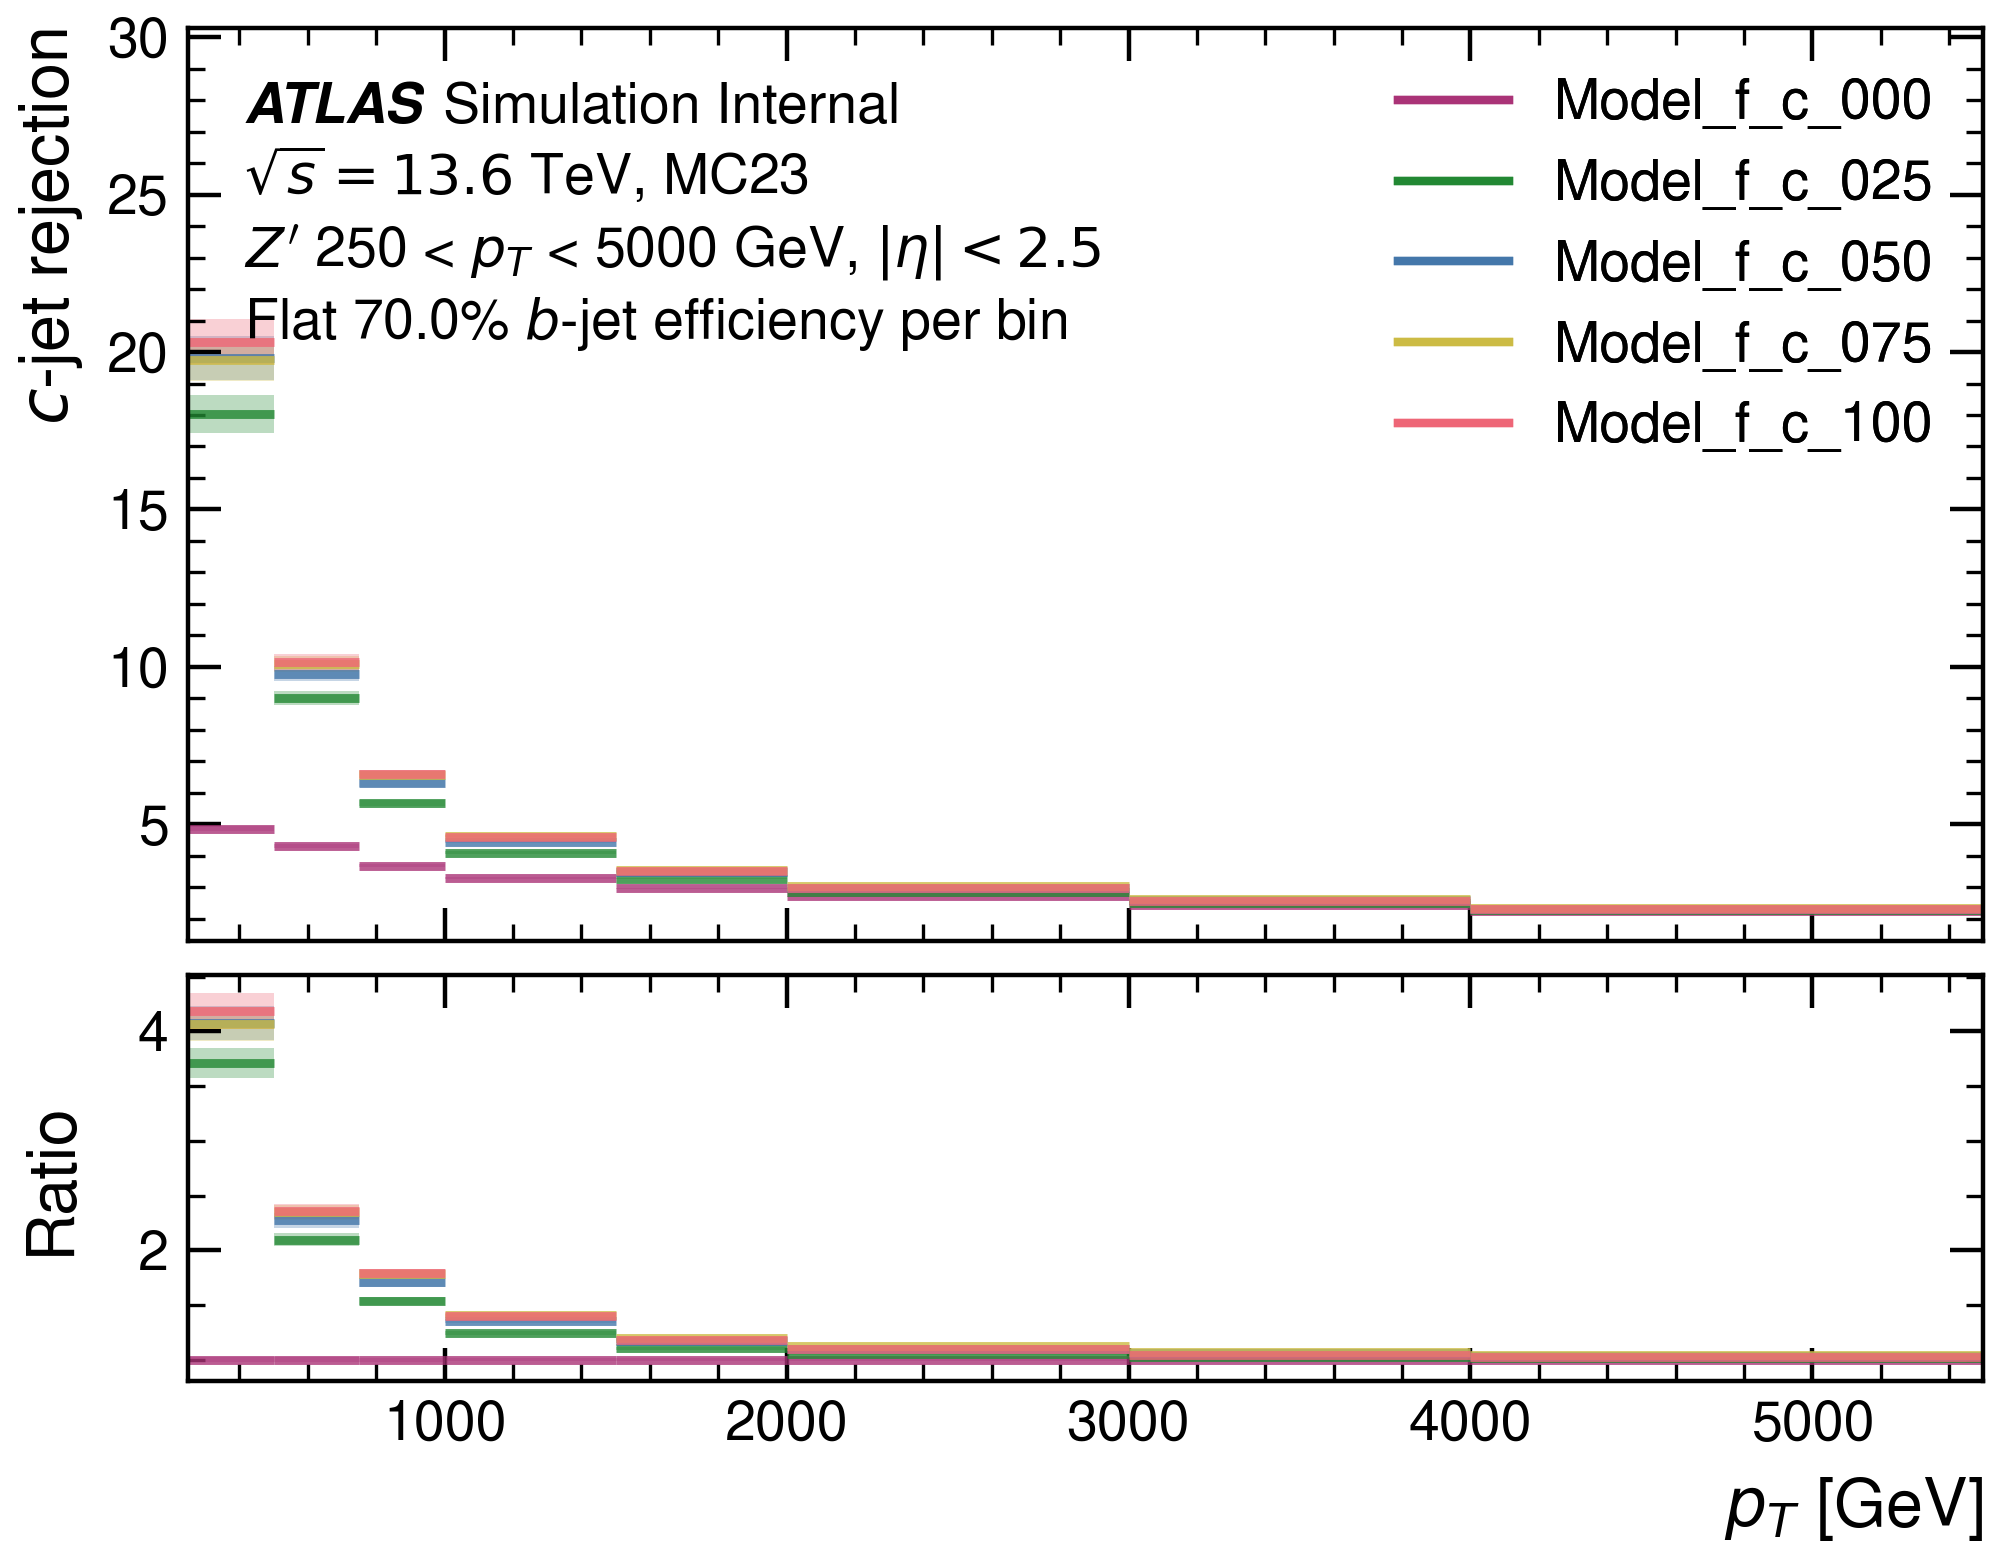 c-jet rejection
30
25
20
15
10
5
ATLAS Simulation Internal
√s = 13.6 TeV, MC23
Z′ 250 < p_T < 5000 GeV, |η| < 2.5
Flat 70.0% b-jet efficiency per bin
Model_f_c_000
Model_f_c_025
Model_f_c_050
Model_f_c_075
Model_f_c_100
Ratio
4
2
1000 2000 3000 4000 5000
p_T [GeV]